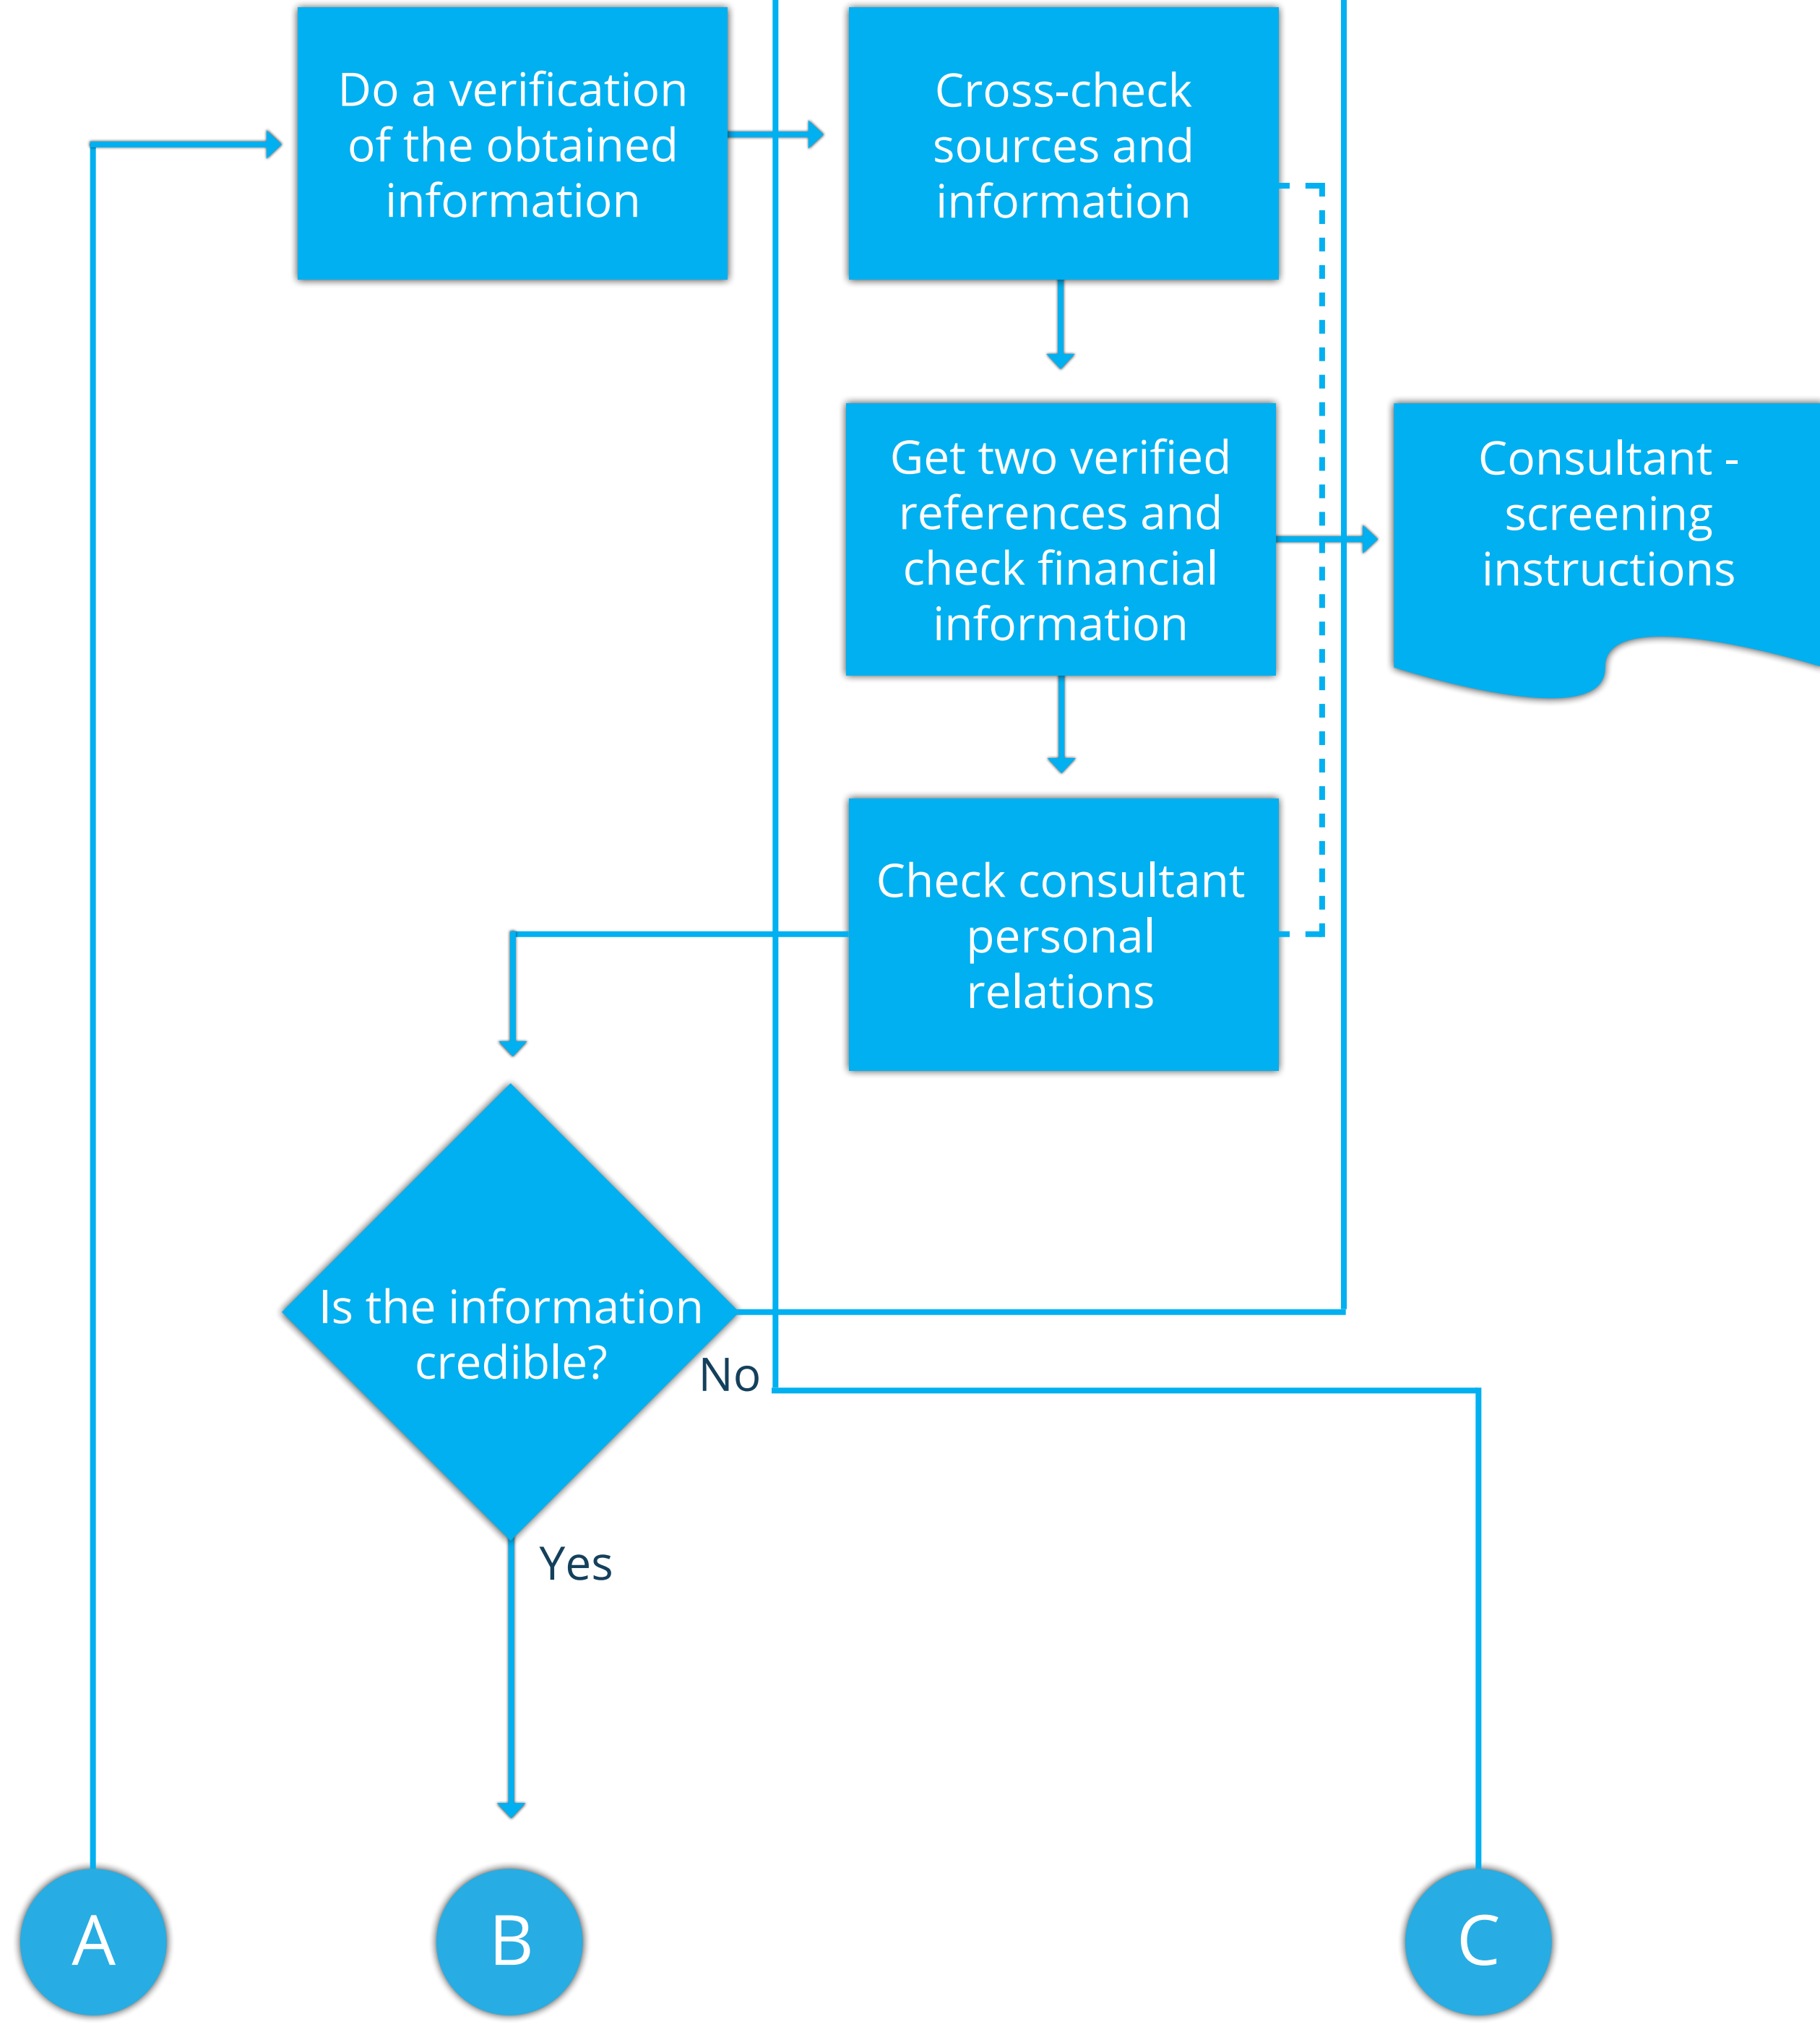 Do a verification
of the obtained
information
Cross-check
sources and
information
Get two verified
references and
check financial
information
Consultant -
screening
instructions
Check consultant
personal
relations
Is the information
credible?
No
Yes
A
B
C